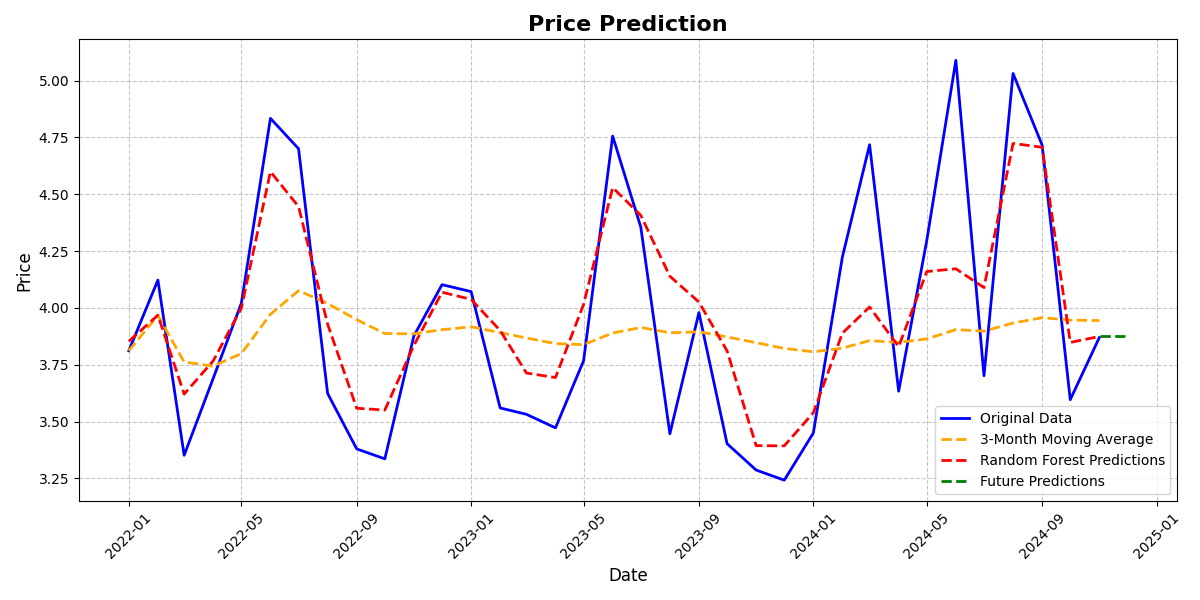 Price Prediction
Price
5.00
4.75
4.50
4.25
4.00
3.75
3.50
3.25
Original Data
3-Month Moving Average
Random Forest Predictions
Future Predictions
2022-01
2022-05
2022-09
2023-01
2023-05
2023-09
2024-01
2024-05
2024-09
2025-01
Date